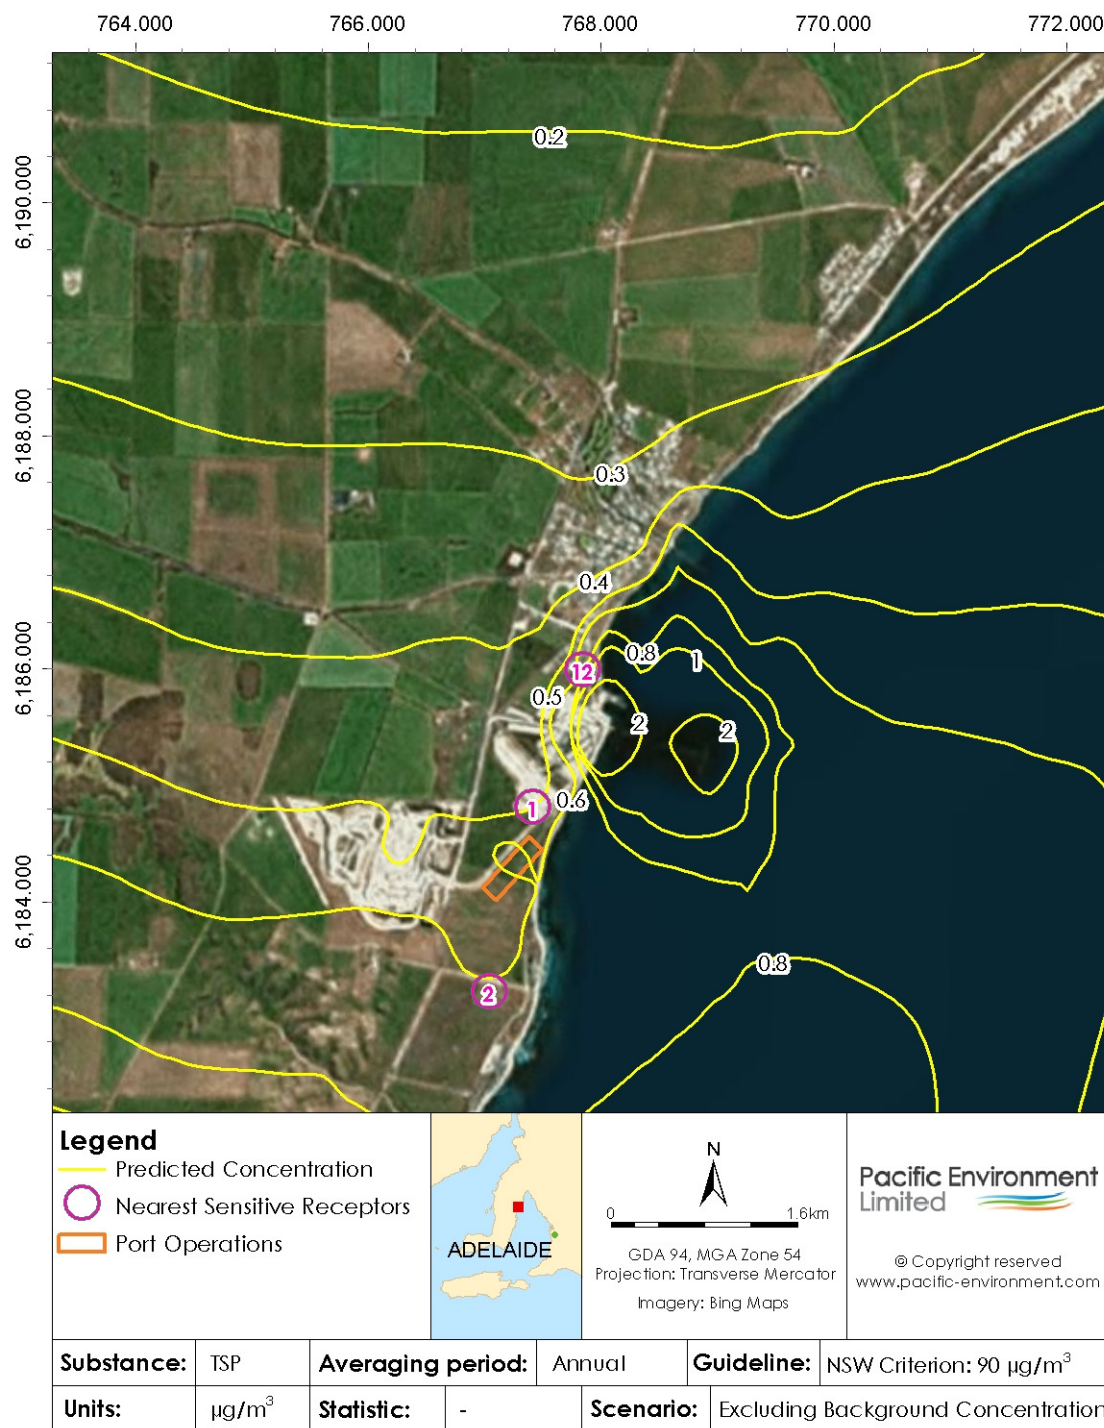 764.000 766.000 768.000 770.000 772.000
6,190.000
6,188.000
6,186.000
6,184.000
0.2
0.3
0.4
0.8
1
12
0.5
2
2
0.6
1
0.8
2
Legend
Predicted Concentration
Nearest Sensitive Receptors
Port Operations
ADELAIDE
N
0 1.6km
GDA 94, MGA Zone 54
Projection: Transverse Mercator
Imagery: Bing Maps
Pacific Environment
Limited
© Copyright reserved
www.pacific-environment.com
Substance: TSP Averaging period: Annual Guideline: NSW Criterion: 90 µg/m³
Units: µg/m³ Statistic: - Scenario: Excluding Background Concentration